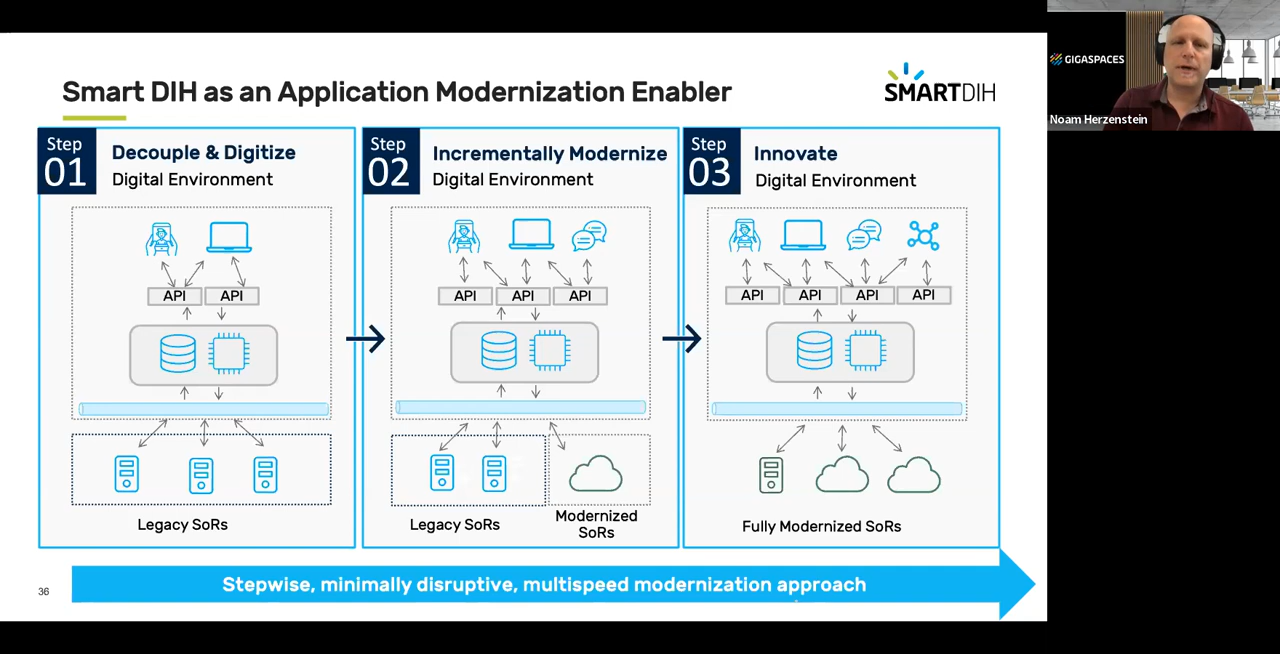 Smart DIH as an Application Modernization Enabler
SMARTDIH
GIGASPACES
Noam Herzenstein
Step
01
Decouple & Digitize
Digital Environment
API
API
Legacy SoRs
Step
02
Incrementally Modernize
Digital Environment
API
API
API
Legacy SoRs
Modernized
SoRs
Step
03
Innovate
Digital Environment
API
API
API
API
Fully Modernized SoRs
Stepwise, minimally disruptive, multispeed modernization approach
36